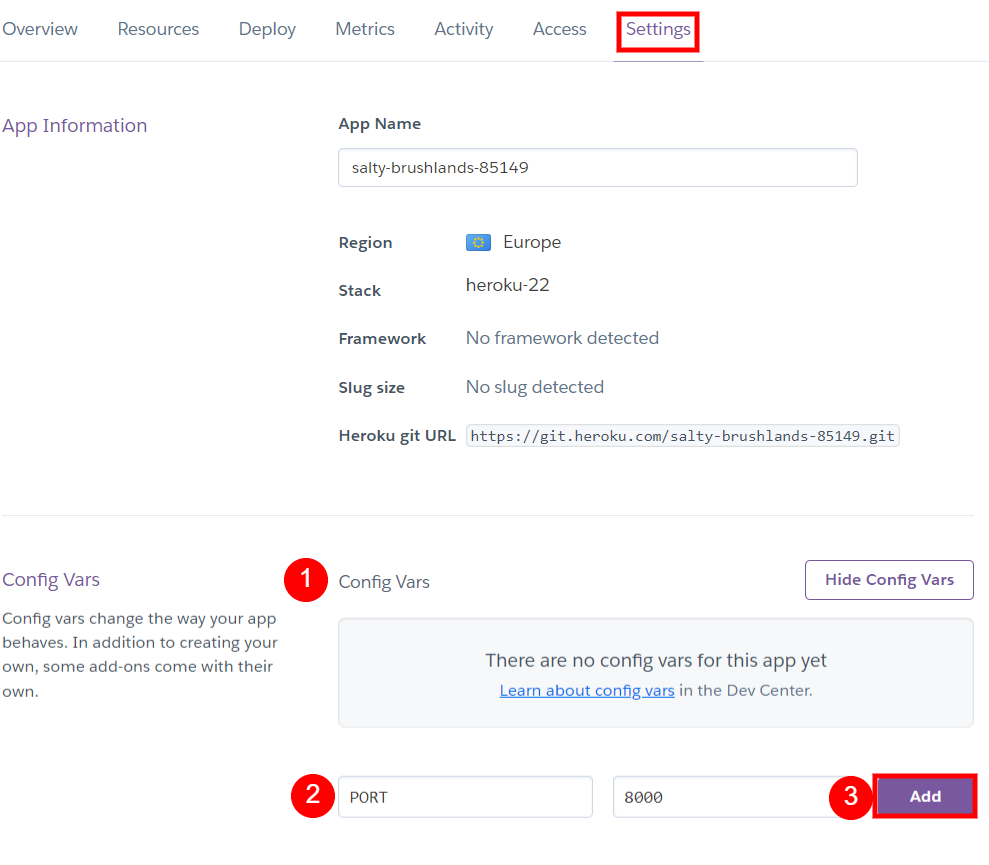 Overview Resources Deploy Metrics Activity Access Settings
App Information
App Name
salty-brushlands-85149
Region Europe
Stack heroku-22
Framework No framework detected
Slug size No slug detected
Heroku git URL https://git.heroku.com/salty-brushlands-85149.git
Config Vars
Config vars change the way your app
behaves. In addition to creating your
own, some add-ons come with their
own.
1 Config Vars Hide Config Vars
There are no config vars for this app yet
Learn about config vars in the Dev Center.
2 PORT 8000 3 Add